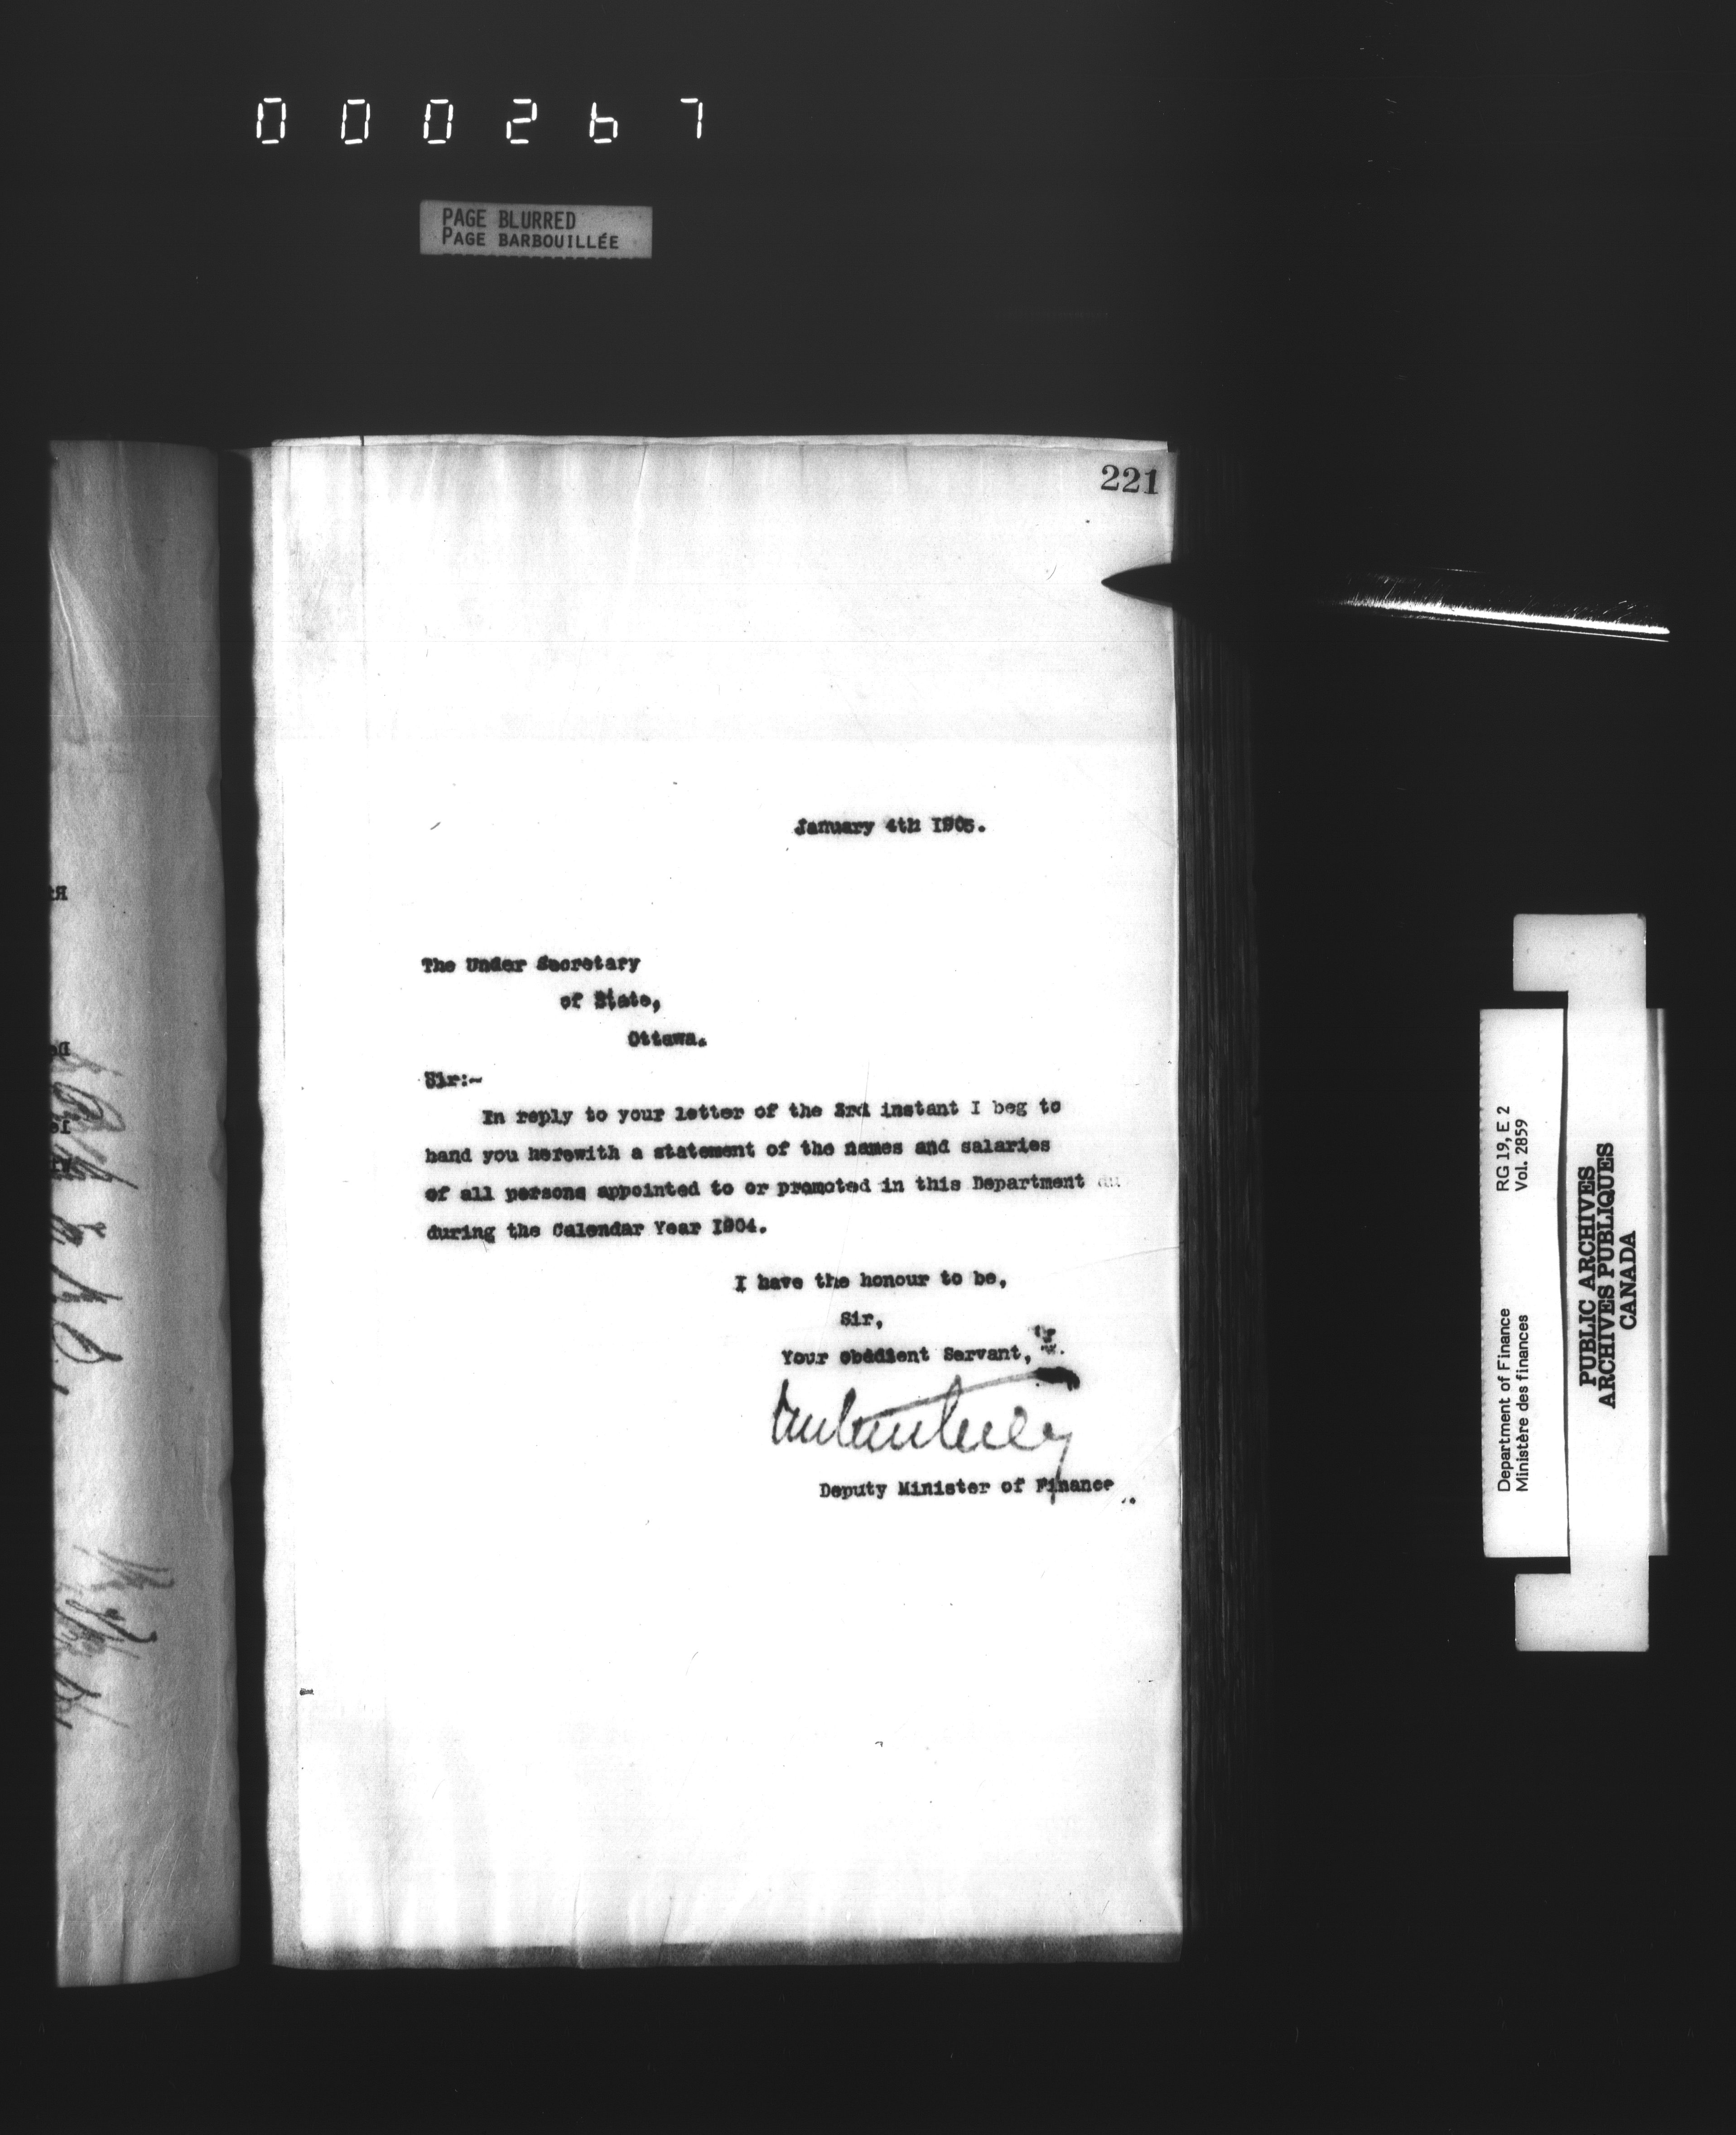 000267
PAGE BLURRED
PAGE BARBOUILLÉE
221
January 4th 1905.
The Under Secretary
of State,
Ottawa.
Sir:-
In reply to your letter of the 3rd instant I beg to
hand you herewith a statement of the names and salaries
of all persons appointed to or promoted in this Department
during the Calendar Year 1904.
I have the honour to be,
Sir,
Your obedient Servant,
Deputy Minister of Finance
Department of Finance RG 19, E 2
Ministère des finances Vol. 2859
PUBLIC ARCHIVES
ARCHIVES PUBLIQUES
CANADA